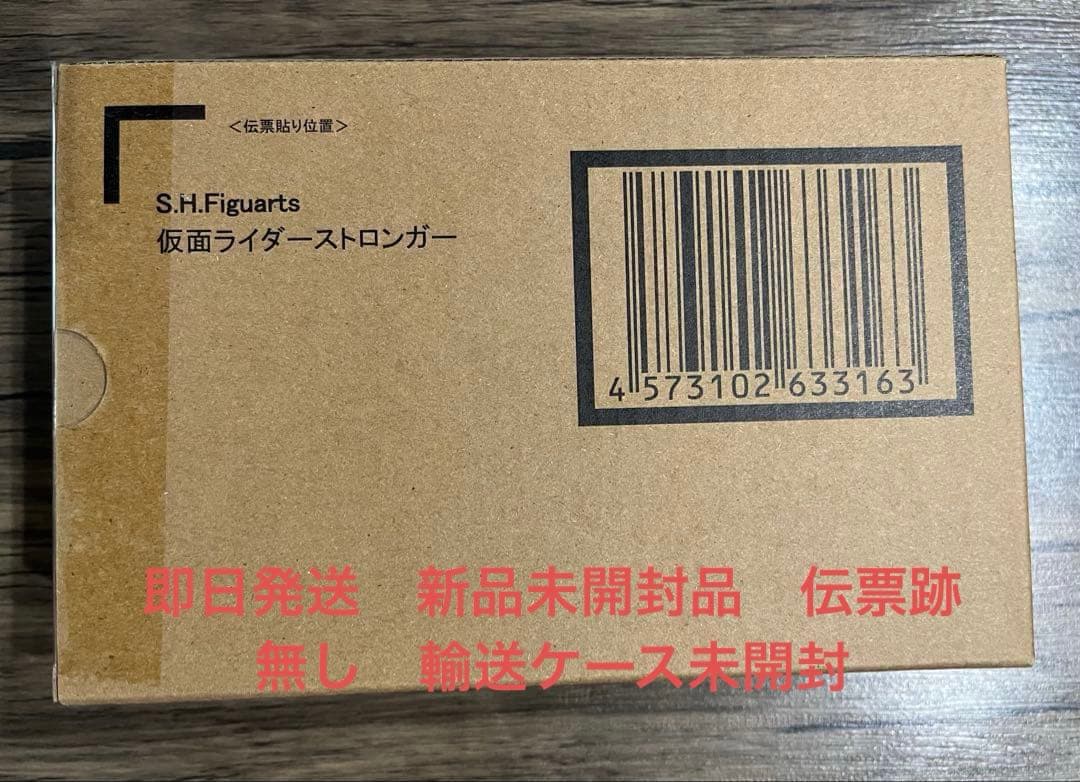 <伝票貼り位置>
S.H.Figuarts
仮面ライダーストロンガー
4 573102 633163
即日発送　新品未開封品　伝票跡
無し　輸送ケース未開封